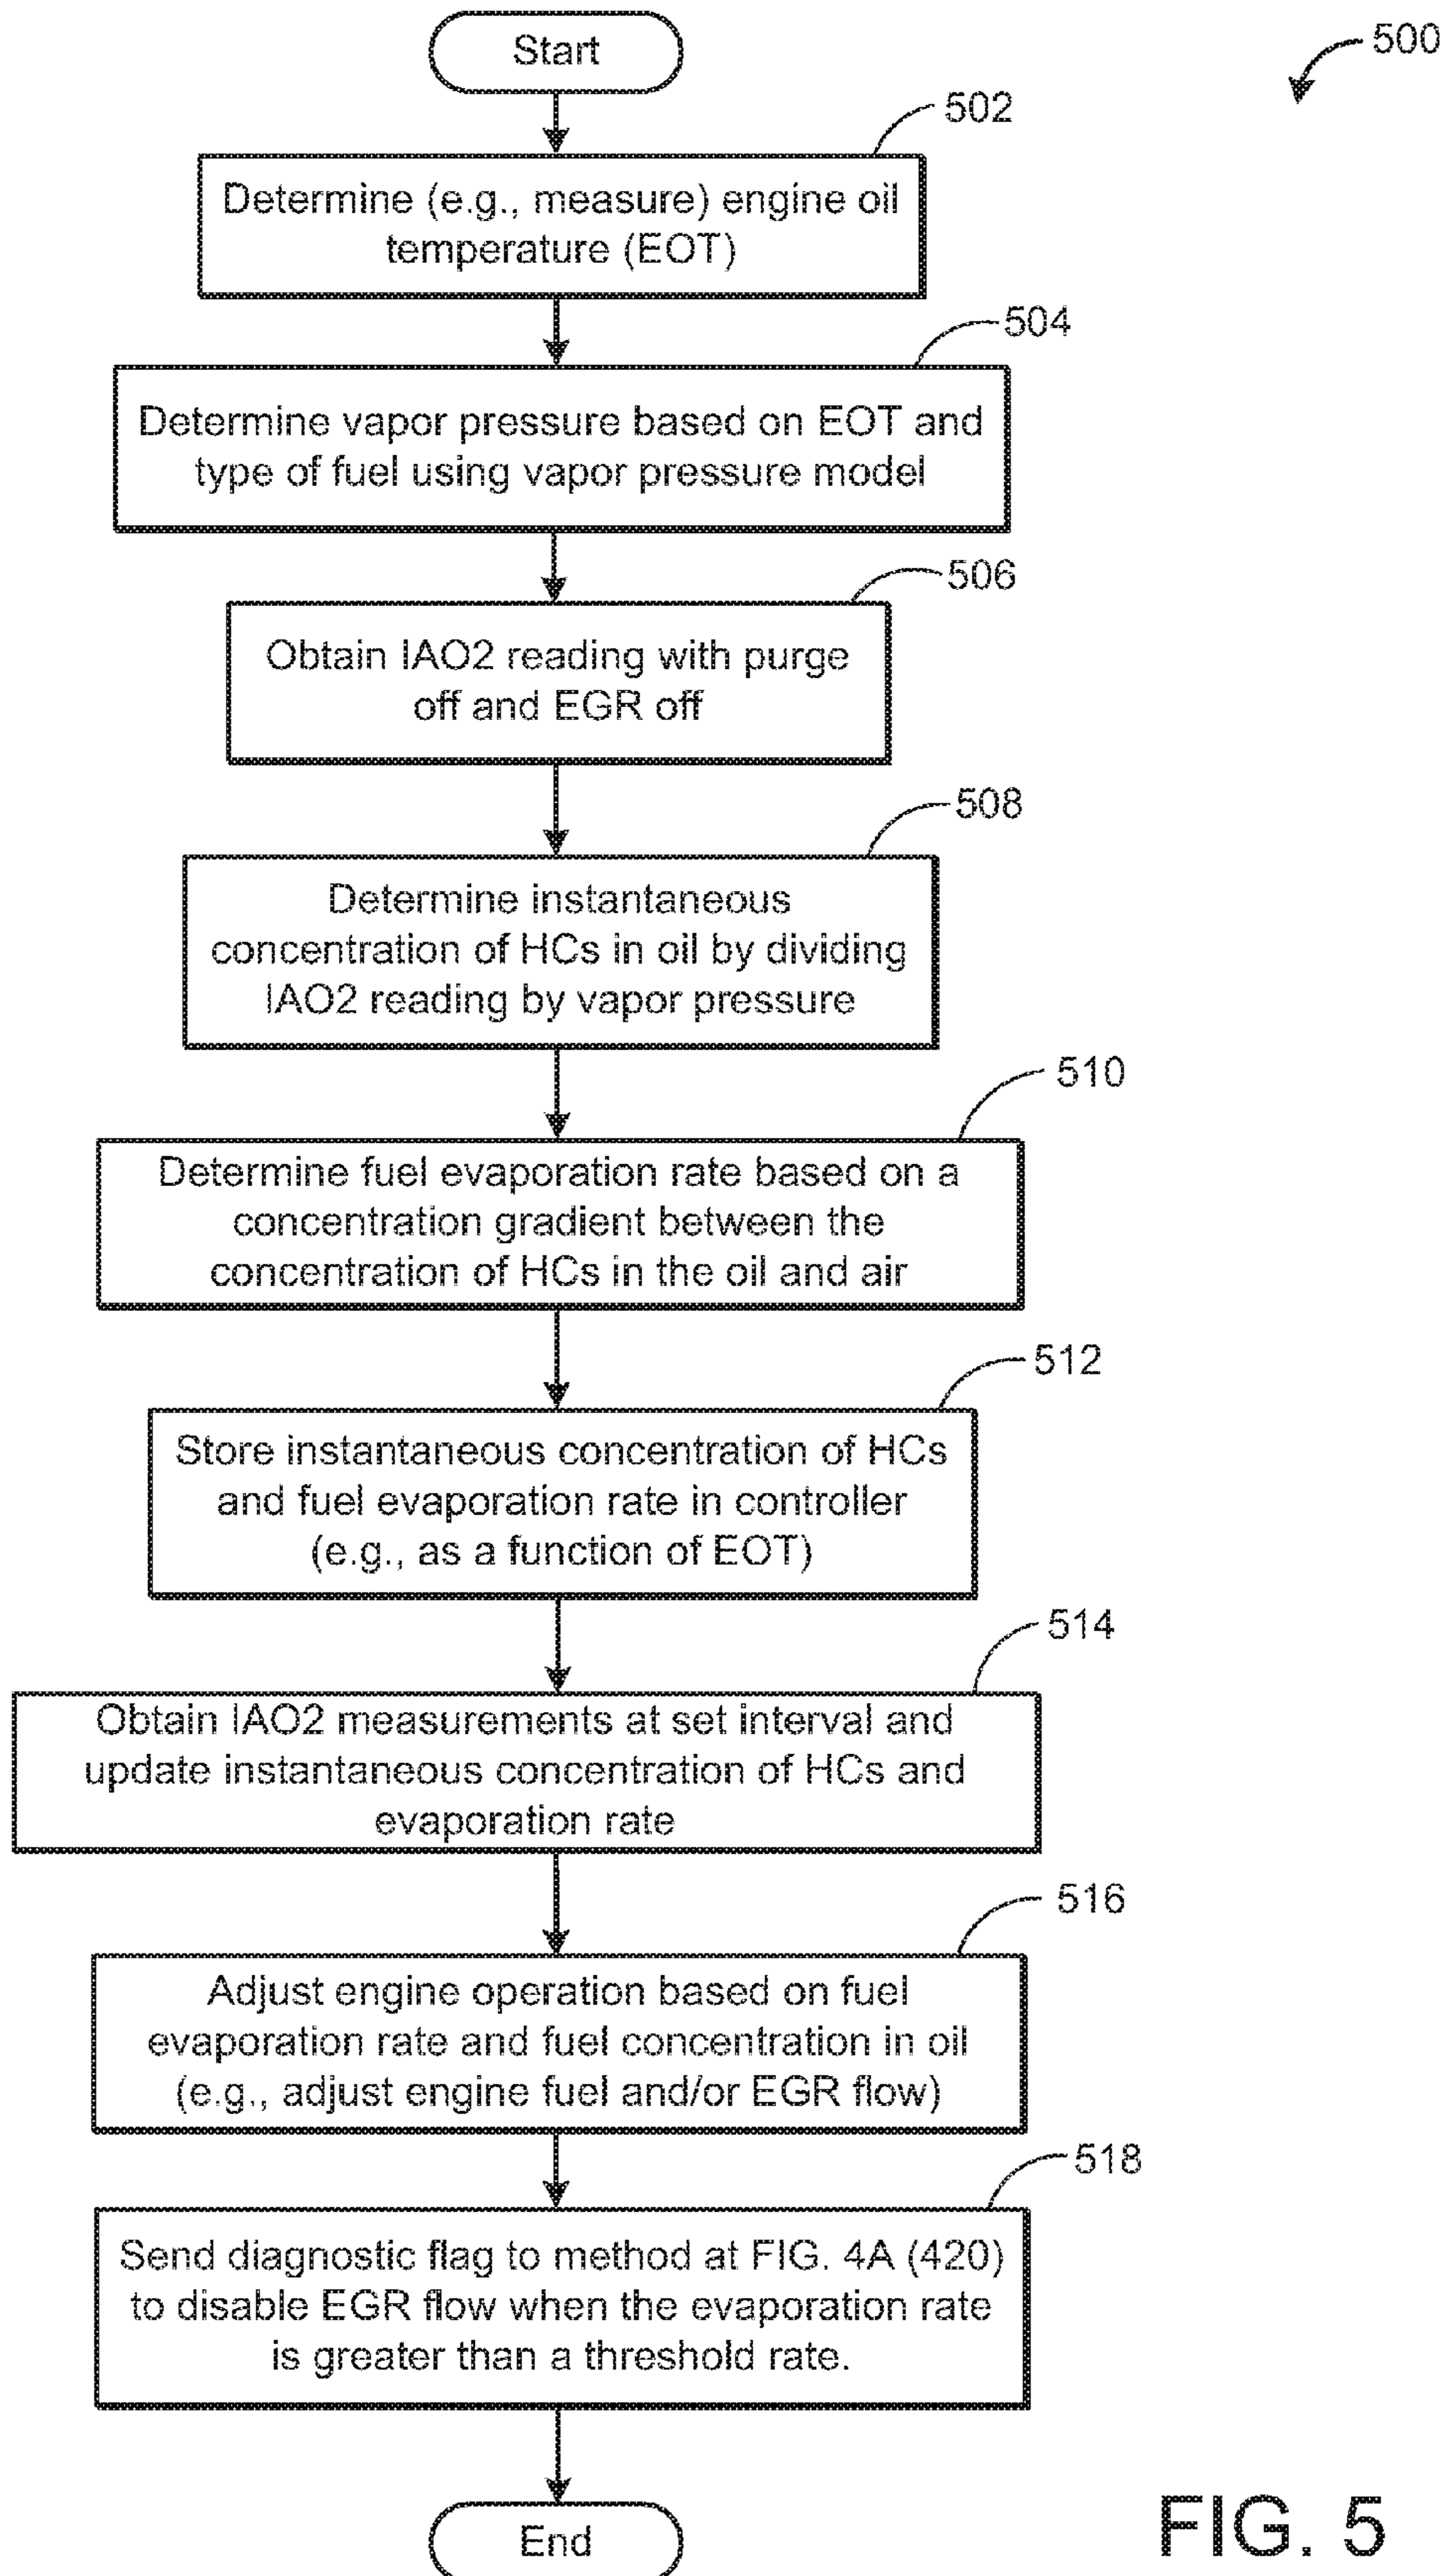 Start
500
502
Determine (e.g., measure) engine oil
temperature (EOT)
504
Determine vapor pressure based on EOT and
type of fuel using vapor pressure model
506
Obtain IAO2 reading with purge
off and EGR off
508
Determine instantaneous
concentration of HCs in oil by dividing
IAO2 reading by vapor pressure
510
Determine fuel evaporation rate based on a
concentration gradient between the
concentration of HCs in the oil and air
512
Store instantaneous concentration of HCs
and fuel evaporation rate in controller
(e.g., as a function of EOT)
514
Obtain IAO2 measurements at set interval and
update instantaneous concentration of HCs and
evaporation rate
516
Adjust engine operation based on fuel
evaporation rate and fuel concentration in oil
(e.g., adjust engine fuel and/or EGR flow)
518
Send diagnostic flag to method at FIG. 4A (420)
to disable EGR flow when the evaporation rate
is greater than a threshold rate.
End
FIG. 5